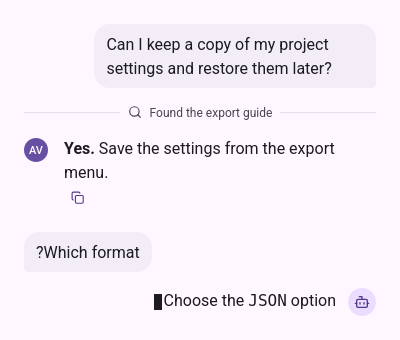 Can I keep a copy of my project
settings and restore them later?
Found the export guide
AV
Yes. Save the settings from the export
menu.
?Which format
Choose the JSON option